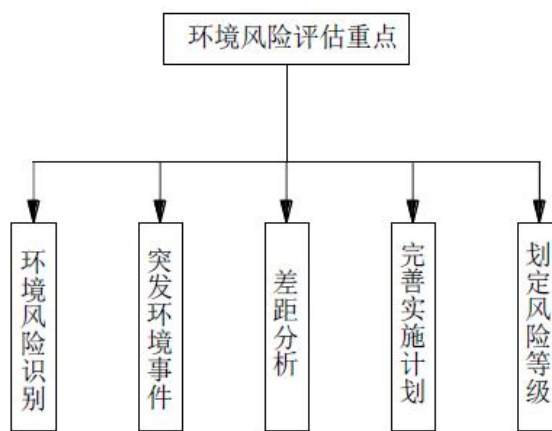 环境风险评估重点
环境风险识别
突发环境事件
差距分析
完善实施计划
划定风险等级